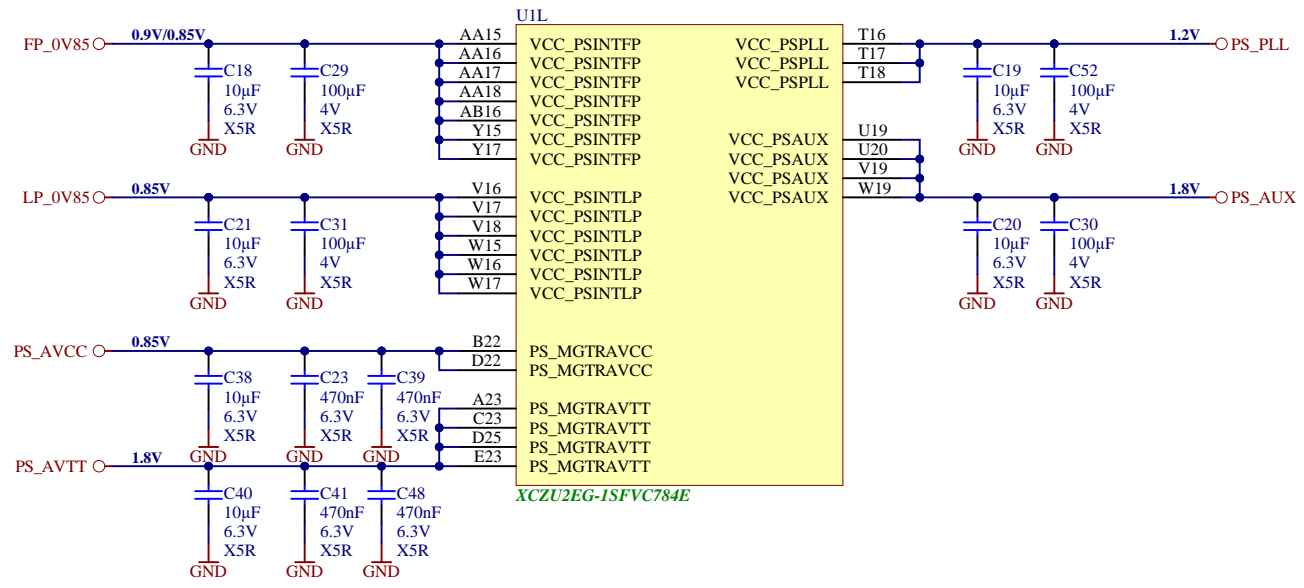 U1L
FP_0V85
0.9V/0.85V
C18
10µF
6.3V
X5R
GND
C29
100µF
4V
X5R
GND
AA15 VCC_PSINTFP
AA16 VCC_PSINTFP
AA17 VCC_PSINTFP
AA18 VCC_PSINTFP
AB16 VCC_PSINTFP
Y15 VCC_PSINTFP
Y17 VCC_PSINTFP
VCC_PSPLL T16
VCC_PSPLL T17
VCC_PSPLL T18
1.2V
PS_PLL
C19
10µF
6.3V
X5R
GND
C52
100µF
4V
X5R
GND
VCC_PSAUX U19
VCC_PSAUX U20
VCC_PSAUX V19
VCC_PSAUX W19
1.8V
PS_AUX
C20
10µF
6.3V
X5R
GND
C30
100µF
4V
X5R
GND
LP_0V85
0.85V
C21
10µF
6.3V
X5R
GND
C31
100µF
4V
X5R
GND
V16 VCC_PSINTLP
V17 VCC_PSINTLP
V18 VCC_PSINTLP
W15 VCC_PSINTLP
W16 VCC_PSINTLP
W17 VCC_PSINTLP
PS_AVCC
0.85V
C38
10µF
6.3V
X5R
GND
C23
470nF
6.3V
X5R
GND
C39
470nF
6.3V
X5R
GND
B22 PS_MGTRAVCC
D22 PS_MGTRAVCC
A23 PS_MGTRAVTT
C23 PS_MGTRAVTT
D25 PS_MGTRAVTT
E23 PS_MGTRAVTT
PS_AVTT
1.8V
C40
10µF
6.3V
X5R
GND
C41
470nF
6.3V
X5R
GND
C48
470nF
6.3V
X5R
GND
XCZU2EG-1SFVC784E